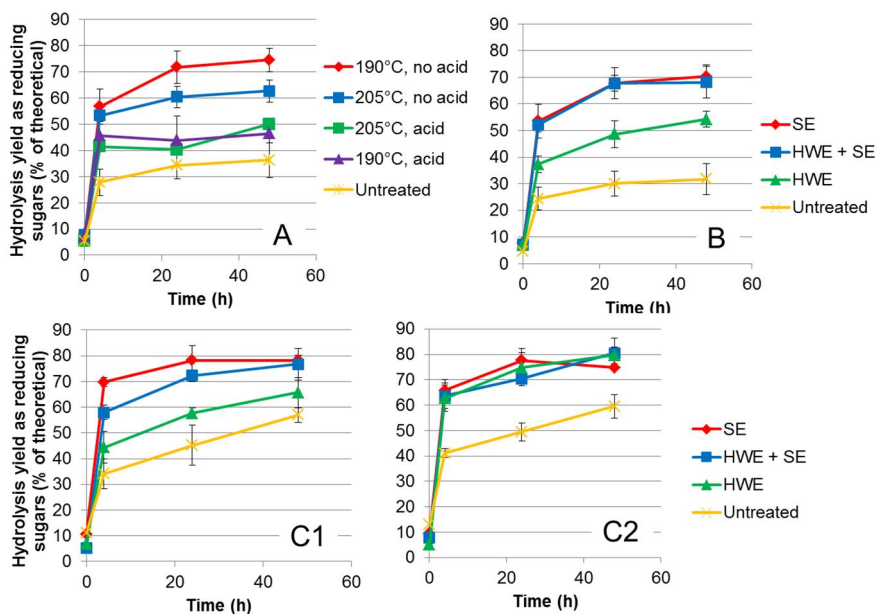 Hydrolysis yield as reducing
sugars (% of theoretical)
90
80
70
60
50
40
30
20
10
0
0
20
40
60
Time (h)
A
190°C, no acid
205°C, no acid
205°C, acid
190°C, acid
Untreated
90
80
70
60
50
40
30
20
10
0
0
20
40
60
Time (h)
B
SE
HWE + SE
HWE
Untreated
Hydrolysis yield as reducing
sugars (% of theoretical)
90
80
70
60
50
40
30
20
10
0
0
20
40
60
Time (h)
C1
90
80
70
60
50
40
30
20
10
0
0
20
40
60
Time (h)
C2
SE
HWE + SE
HWE
Untreated